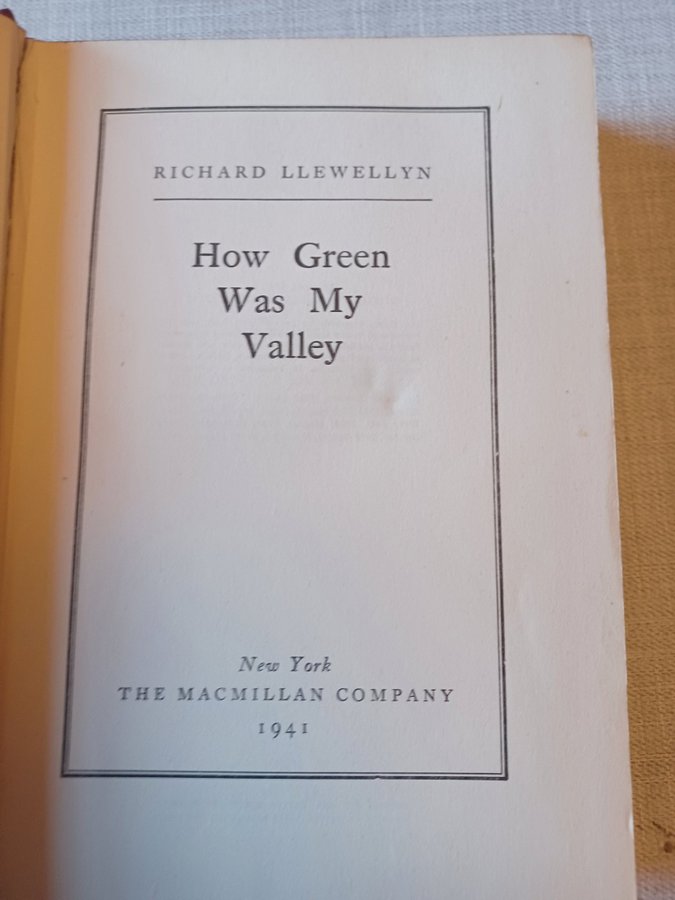 RICHARD LLEWELLYN
How Green
Was My
Valley
New York
THE MACMILLAN COMPANY
1941